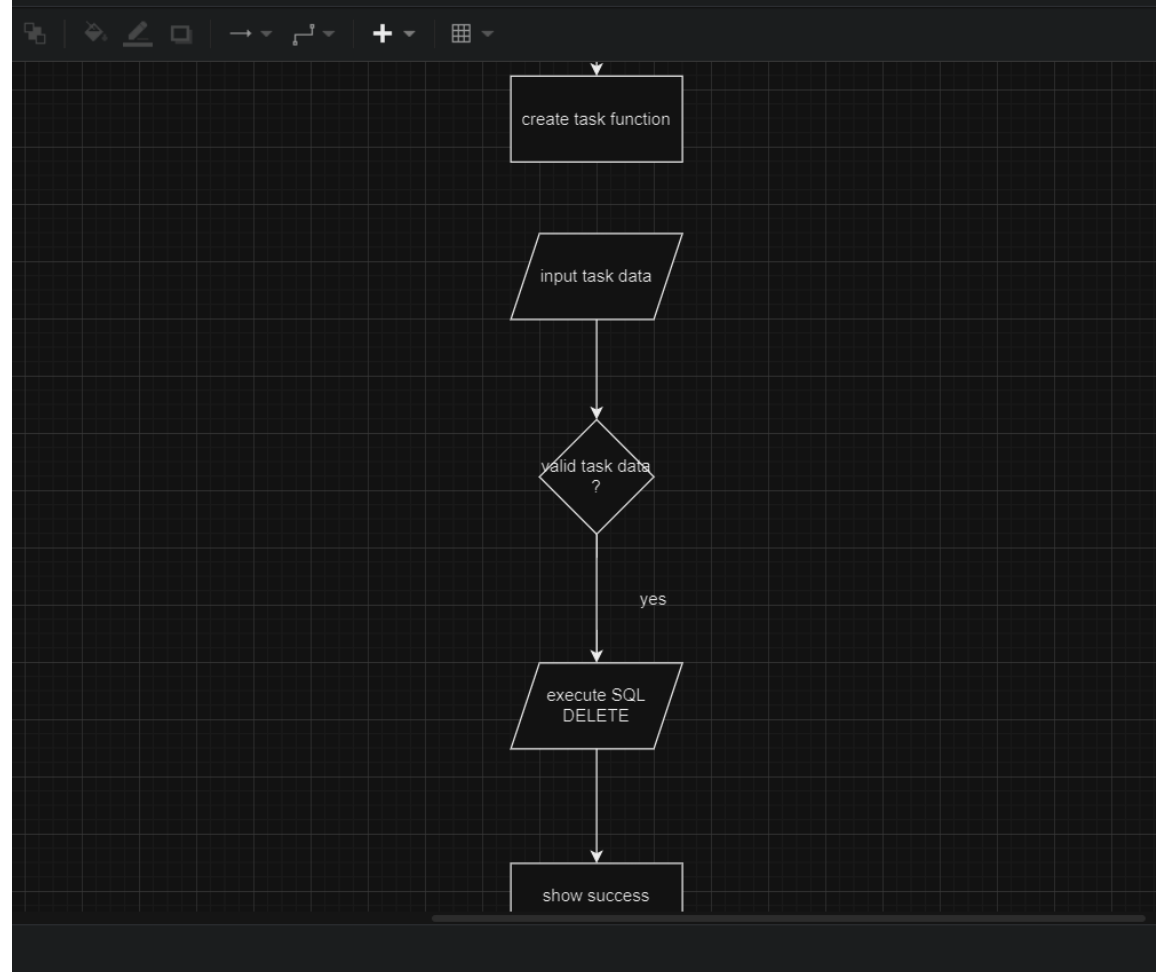 create task function
input task data
valid task data
?
yes
execute SQL
DELETE
show success